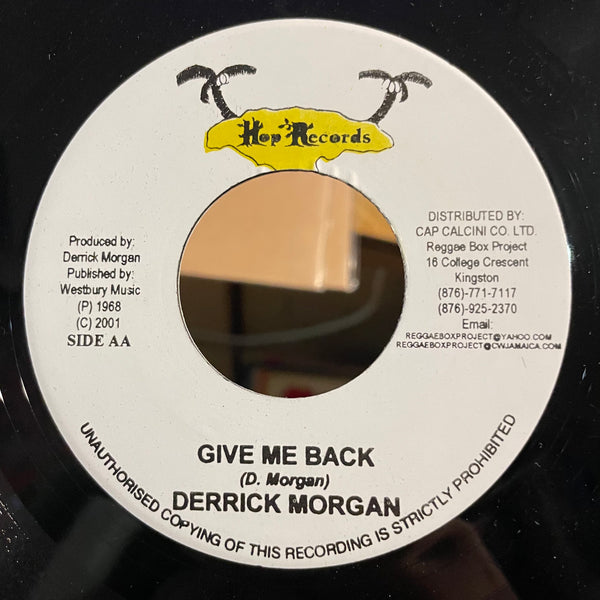 Hop Records
Produced by:
Derrick Morgan
Published by:
Westbury Music
(P) 1968
(C) 2001
SIDE AA
DISTRIBUTED BY:
CAP CALCINI CO. LTD.
Reggae Box Project
16 College Crescent
Kingston
(876)-771-7117
(876)-925-2370
Email:
REGGAEBOXPROJECT@YAHOO.COM
REGGAEBOXPROJECT@CWJAMAICA.COM
GIVE ME BACK
(D. Morgan)
DERRICK MORGAN
UNAUTHORISED COPYING OF THIS RECORDING IS STRICTLY PROHIBITED